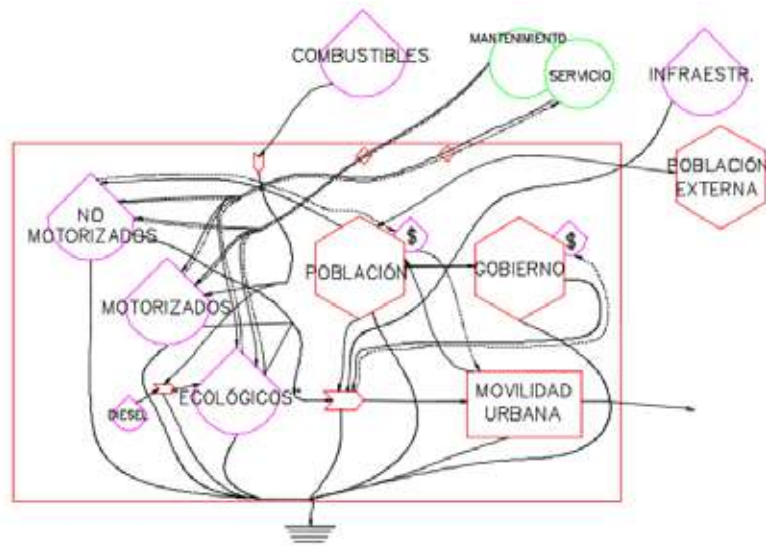 COMBUSTIBLES
MANTENIMIENTO
SERVICIO
INFRAESTR.
POBLACIÓN
EXTERNA
NO
MOTORIZADOS
$
$
POBLACIÓN
GOBIERNO
MOTORIZADOS
DIESEL
ECOLÓGICOS
MOVILIDAD
URBANA